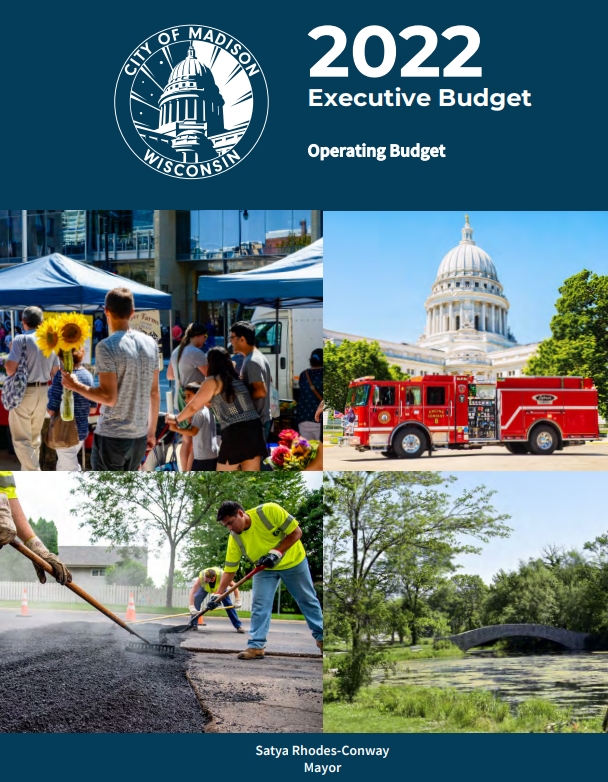 CITY OF MADISON
WISCONSIN
2022
Executive Budget
Operating Budget
Satya Rhodes-Conway
Mayor